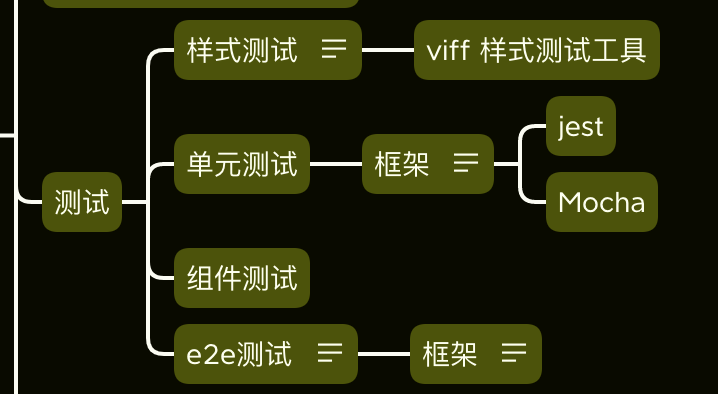 样式测试
viff 样式测试工具
jest
单元测试
框架
Mocha
测试
组件测试
e2e测试
框架